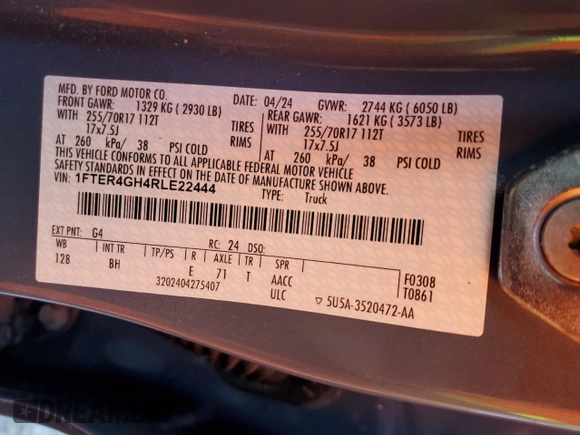 MFD. BY FORD MOTOR CO.
DATE: 04/24 GVWR: 2744 KG ( 6050 LB)
FRONT GAWR: 1329 KG ( 2930 LB) REAR GAWR: 1621 KG ( 3573 LB)
WITH 255/70R17 112T TIRES WITH 255/70R17 112T TIRES
17x7.5J RIMS 17x7.5J RIMS
AT 260 kPa/ 38 PSI COLD AT 260 kPa/ 38 PSI COLD
THIS VEHICLE CONFORMS TO ALL APPLICABLE FEDERAL MOTOR VEHICLE
SAFETY STANDARDS IN EFFECT ON THE DATE OF MANUFACTURE SHOWN ABOVE.
VIN: 1FTER4GH4RLE22444
TYPE: Truck
EXT PNT: G4 RC: 24 DSO:
WB INT TR TP/PS R AXLE TR SPR
128 BH E 71 T AACC
ULC
F0308
T0861
3202404275407
▽ 5U5A-3520472-AA
DREAM